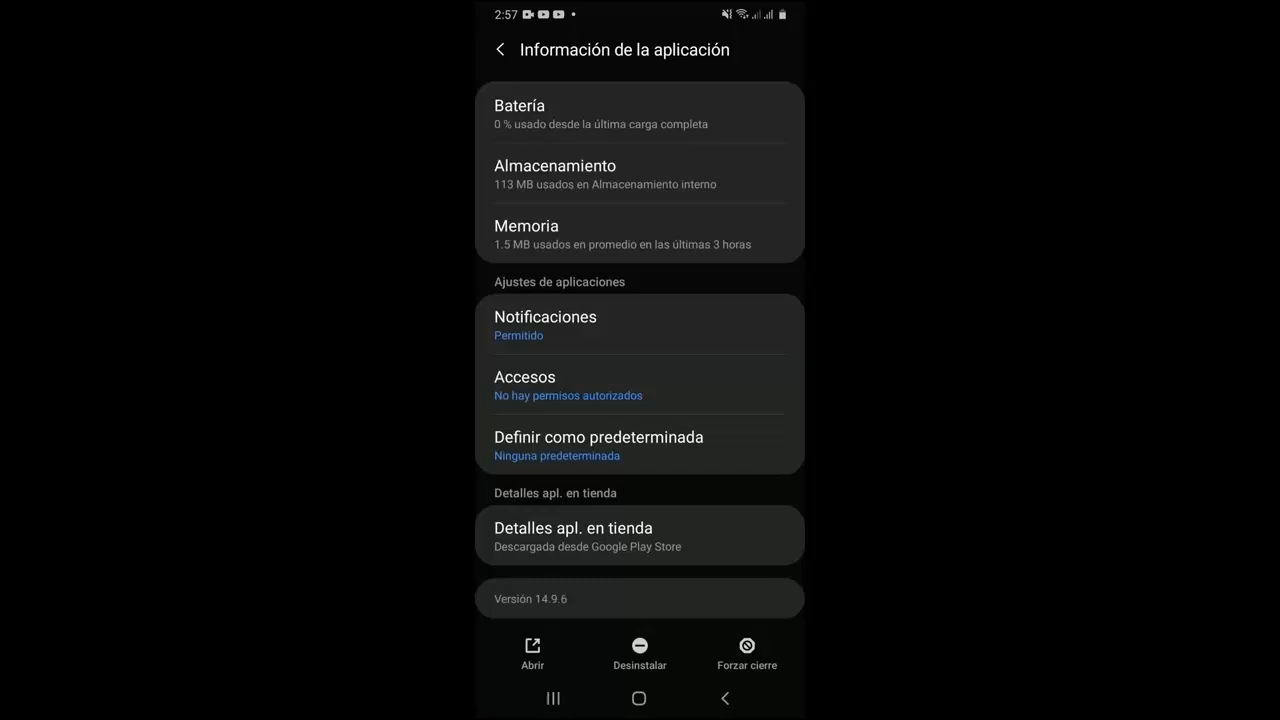 2:57
Información de la aplicación
Batería
0 % usado desde la última carga completa
Almacenamiento
113 MB usados en Almacenamiento interno
Memoria
1.5 MB usados en promedio en las últimas 3 horas
Ajustes de aplicaciones
Notificaciones
Permitido
Accesos
No hay permisos autorizados
Definir como predeterminada
Ninguna predeterminada
Detalles apl. en tienda
Detalles apl. en tienda
Descargada desde Google Play Store
Versión 14.9.6
Abrir
Desinstalar
Forzar cierre